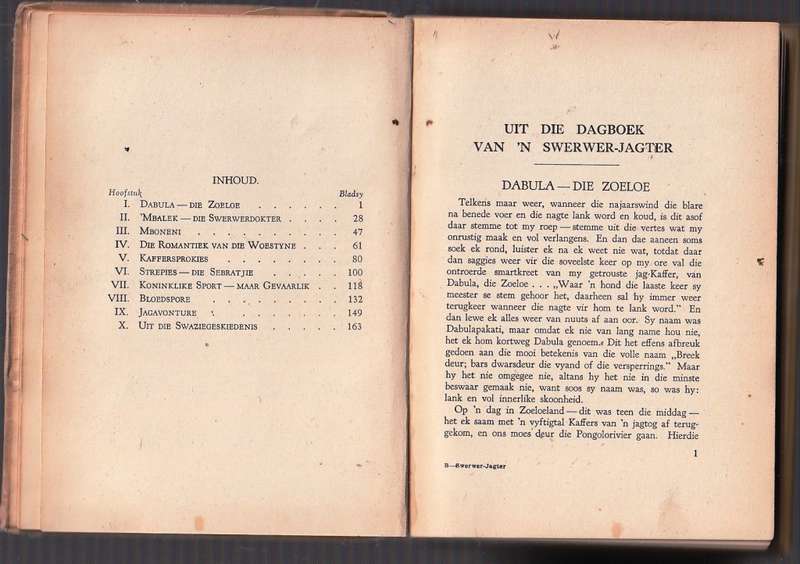 INHOUD.
Hoofstuk Bladsy
I. DABULA — DIE ZOELOE . . . . . . 1
II. 'MBALEK — DIE SWERWERDOKTER . . . . 28
III. MBONENI . . . . . . . . . 47
IV. DIE ROMANTIEK VAN DIE WOESTYNE . . . 61
V. KAFFERSPROKIES . . . . . . . 80
VI. STREPIES — DIE SEBRATJIE . . . . . 100
VII. KONINKLIKE SPORT — MAAR GEVAARLIK . . 118
VIII. BLOEDSPORE . . . . . . . . 132
IX. JAGAVONTURE . . . . . . . . 149
X. UIT DIE SWAZIEGESKIEDENIS . . . . . 163
UIT DIE DAGBOEK
VAN 'N SWERWER-JAGTER
DABULA — DIE ZOELOE
Telkens maar weer, wanneer die najaarswind die blare
na benede voer en die nagte lank word en koud, is dit asof
daar stemme tot my roep — stemme uit die vertes wat my
onrustig maak en vol verlangens. En dan dae aaneen soms
soek ek rond, luister ek na ek weet nie wat, totdat daar
dan saggies weer vir die soveelste keer op my ore val die
ontroerde smartkreet van my getrouste jag-Kaffer, van
Dabula, die Zoeloe . . . „Waar 'n hond die laaste keer sy
meester se stem gehoor het, daarheen sal hy immer weer
terugkeer wanneer die nagte vir hom te lank word.” En
dan lewe ek alles weer van nuuts af aan oor. Sy naam was
Dabulapakati, maar omdat ek nie van lang name hou nie,
het ek hom kortweg Dabula genoem. Dit het effens afbreuk
gedoen aan die mooi betekenis van die volle naam „Breek
deur; bars dwarsdeur die vyand of die versperrings.” Maar
hy het nie omgegee nie, altans hy het nie in die minste
beswaar gemaak nie, want soos sy naam was, so was hy:
lank en vol innerlike skoonheid.
Op 'n dag in Zoeloeland — dit was teen die middag —
het ek saam met 'n vyftigtal Kaffers van 'n jagtog af terug-
gekom, en ons moes deur die Pongolorivier gaan. Hierdie
1
B—Swerwer-Jagter